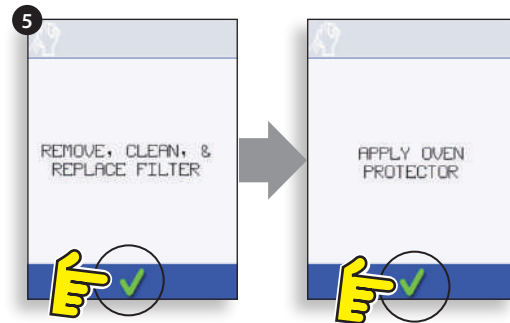 5
REMOVE, CLEAN, &
REPLACE FILTER
APPLY OVEN
PROTECTOR